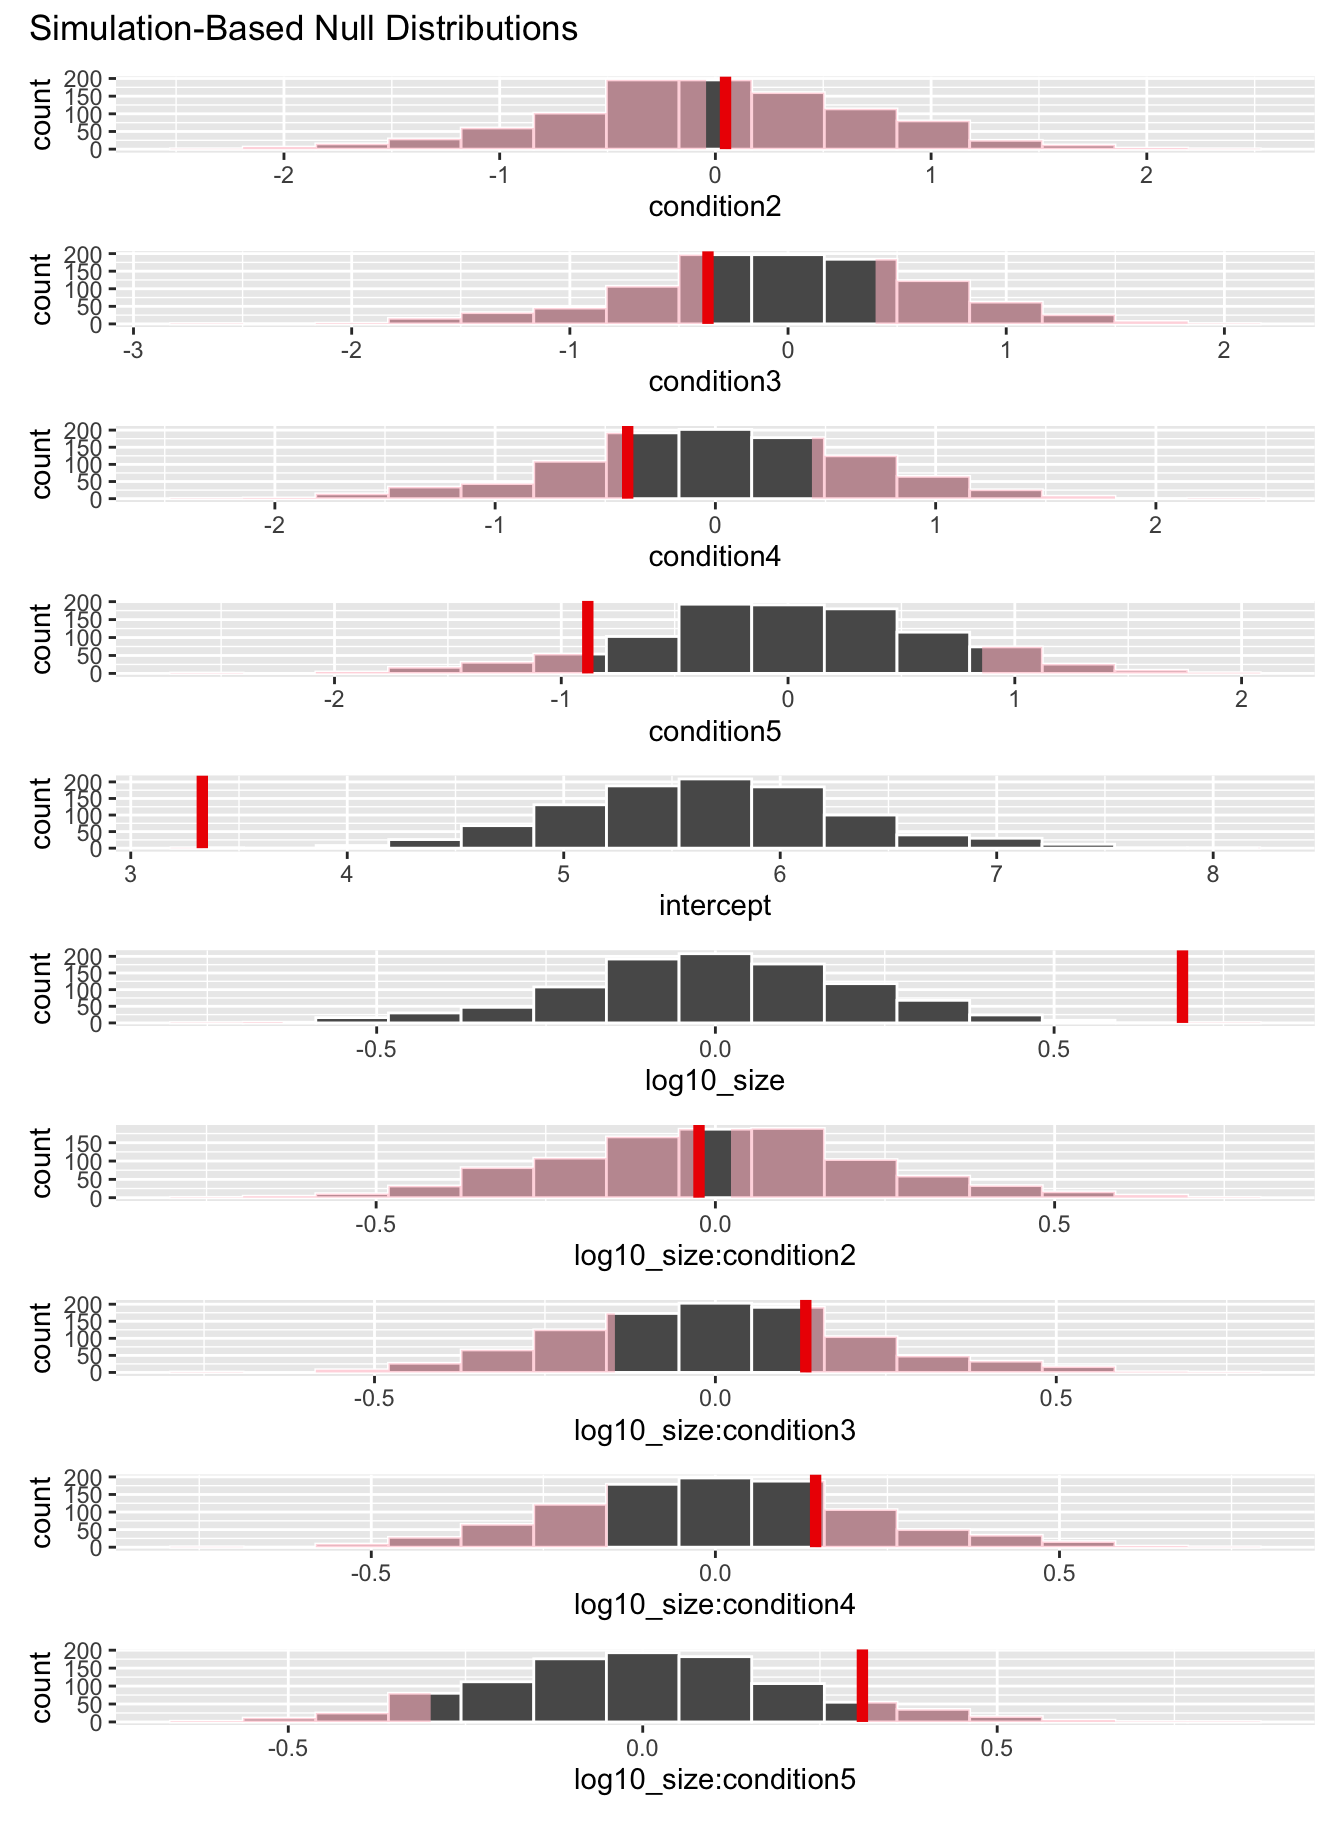 Simulation-Based Null Distributions
count
200
150
100
50
0
-2 -1 0 1 2
condition2
count
200
150
100
50
0
-3 -2 -1 0 1 2
condition3
count
200
150
100
50
0
-2 -1 0 1 2
condition4
count
200
150
100
50
0
-2 -1 0 1 2
condition5
count
200
150
100
50
0
3 4 5 6 7 8
intercept
count
200
150
100
50
0
-0.5 0.0 0.5
log10_size
count
150
100
50
0
-0.5 0.0 0.5
log10_size:condition2
count
200
150
100
50
0
-0.5 0.0 0.5
log10_size:condition3
count
200
150
100
50
0
-0.5 0.0 0.5
log10_size:condition4
count
200
150
100
50
0
-0.5 0.0 0.5
log10_size:condition5